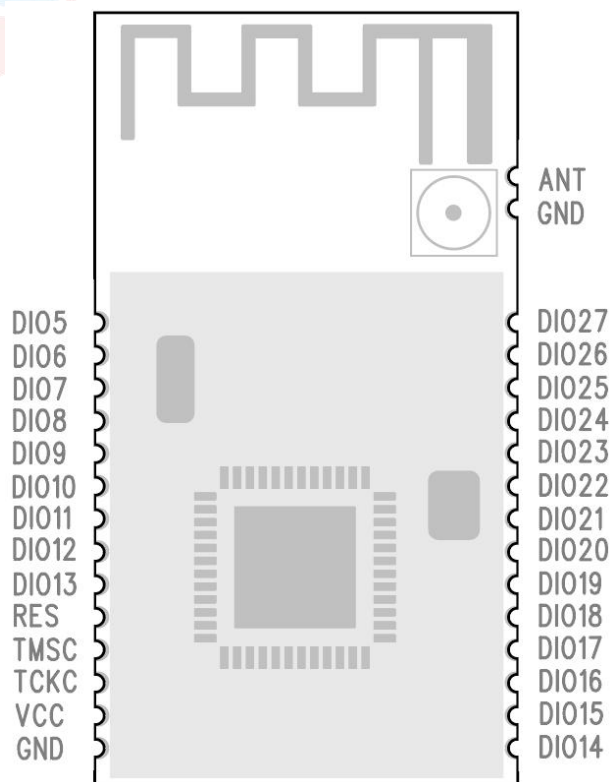 ANT
GND
DIO5
DIO6
DIO7
DIO8
DIO9
DIO10
DIO11
DIO12
DIO13
RES
TMSC
TCKC
VCC
GND
DIO27
DIO26
DIO25
DIO24
DIO23
DIO22
DIO21
DIO20
DIO19
DIO18
DIO17
DIO16
DIO15
DIO14